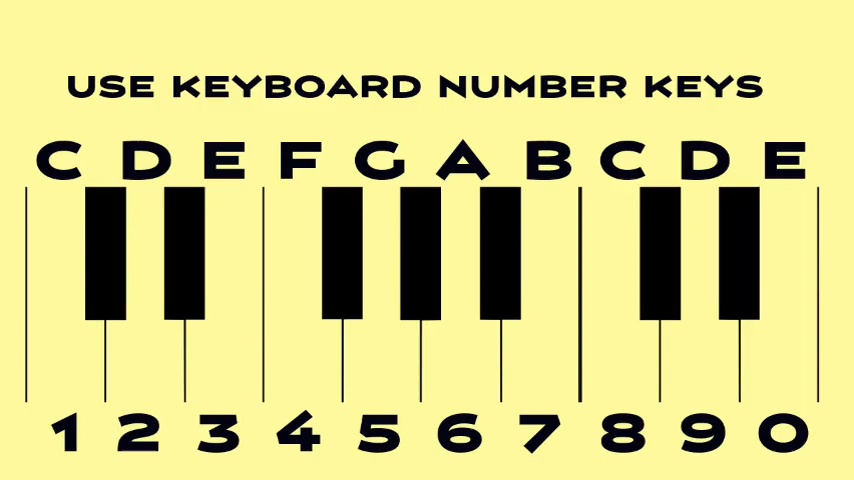 USE KEYBOARD NUMBER KEYS
C D E F G A B C D E
1 2 3 4 5 6 7 8 9 0